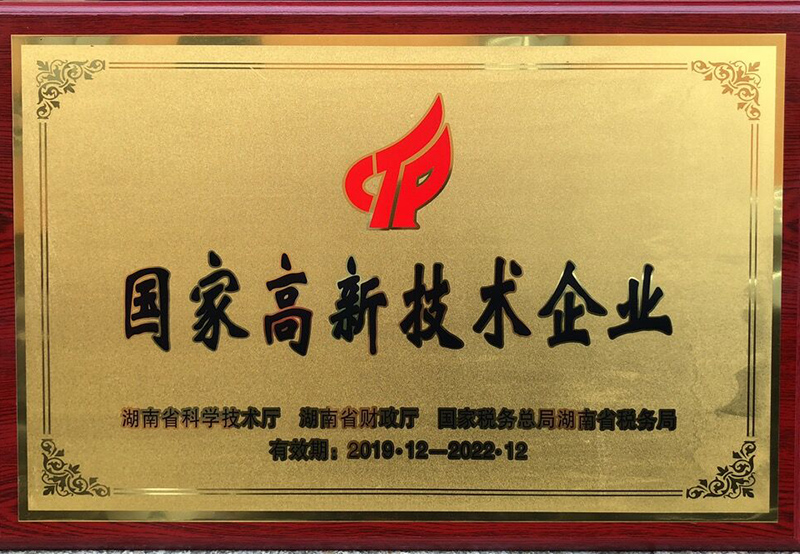 CTP
国家高新技术企业
湖南省科学技术厅 湖南省财政厅 国家税务总局湖南省税务局
有效期：2019·12—2022·12